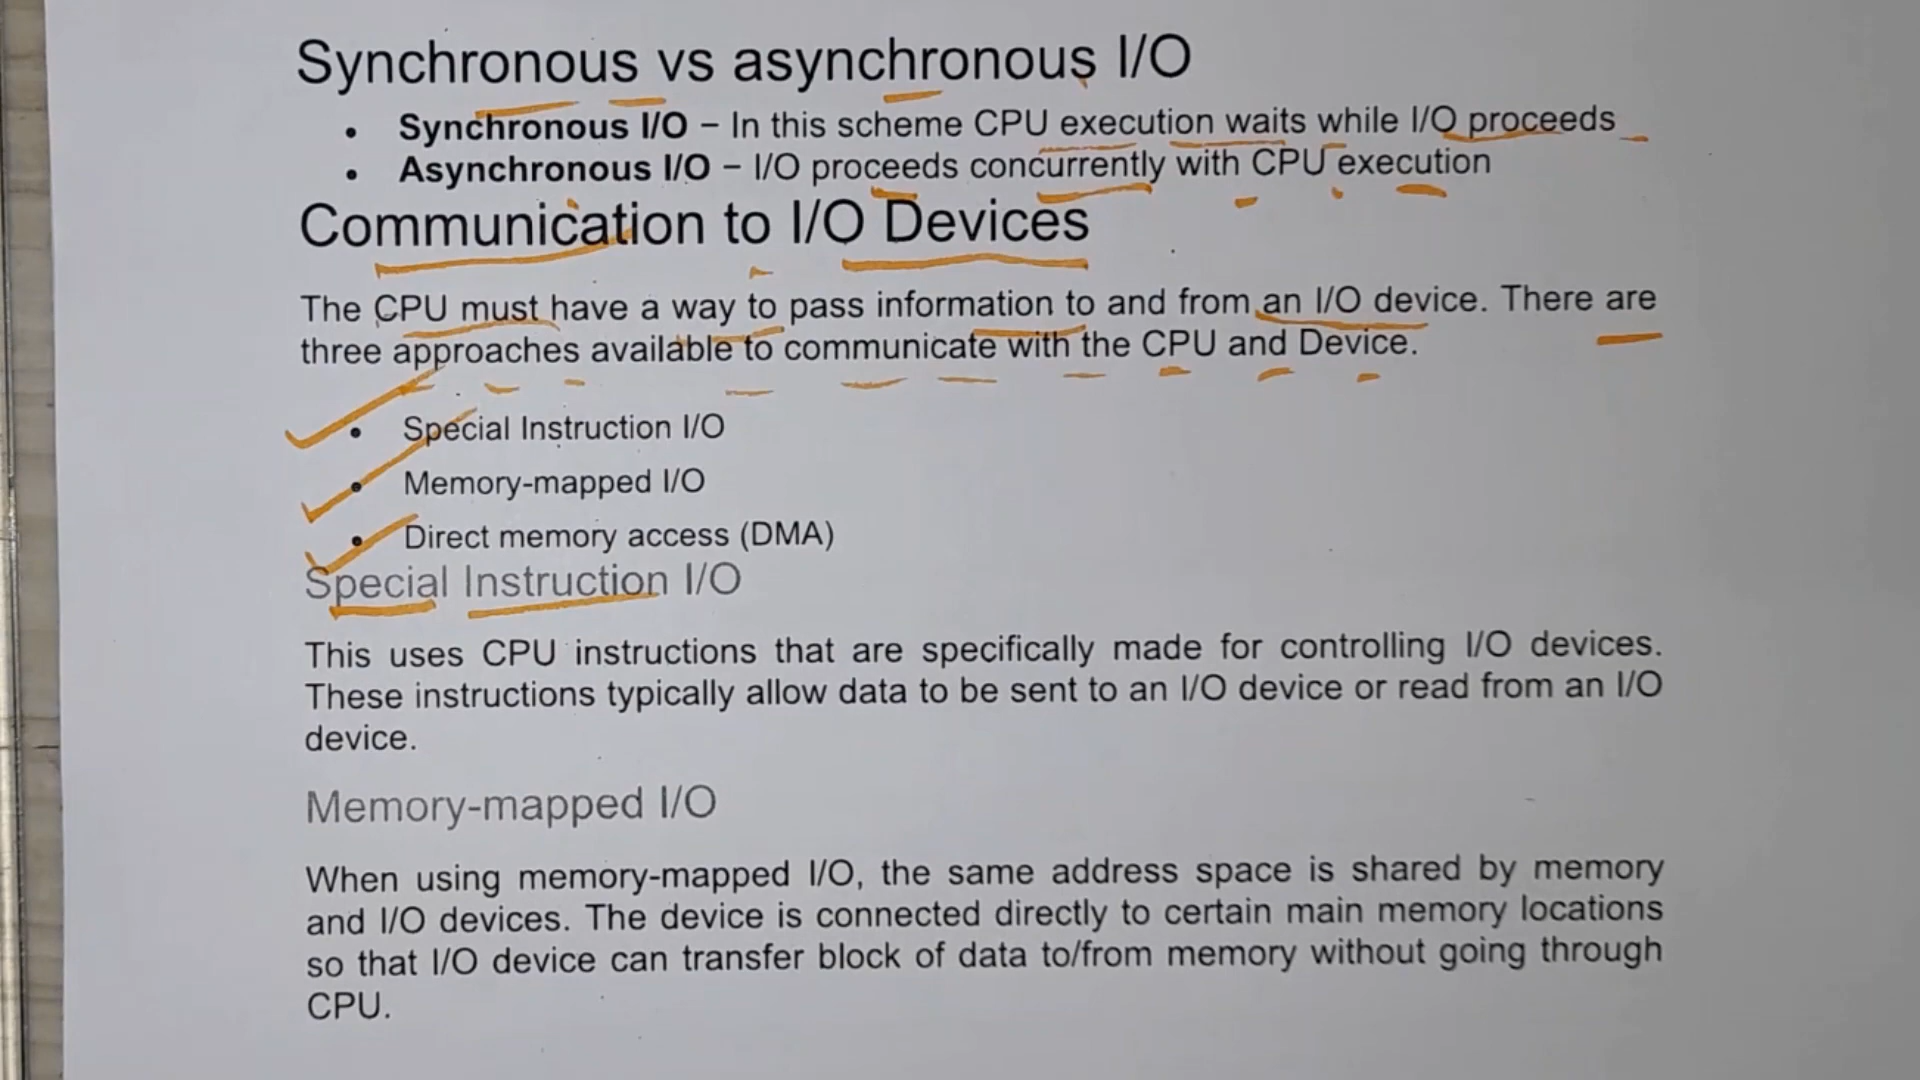 Synchronous vs asynchronous I/O
• Synchronous I/O – In this scheme CPU execution waits while I/O proceeds
• Asynchronous I/O – I/O proceeds concurrently with CPU execution
Communication to I/O Devices
The CPU must have a way to pass information to and from an I/O device. There are
three approaches available to communicate with the CPU and Device.
• Special Instruction I/O
• Memory-mapped I/O
• Direct memory access (DMA)
Special Instruction I/O
This uses CPU instructions that are specifically made for controlling I/O devices.
These instructions typically allow data to be sent to an I/O device or read from an I/O
device.
Memory-mapped I/O
When using memory-mapped I/O, the same address space is shared by memory
and I/O devices. The device is connected directly to certain main memory locations
so that I/O device can transfer block of data to/from memory without going through
CPU.